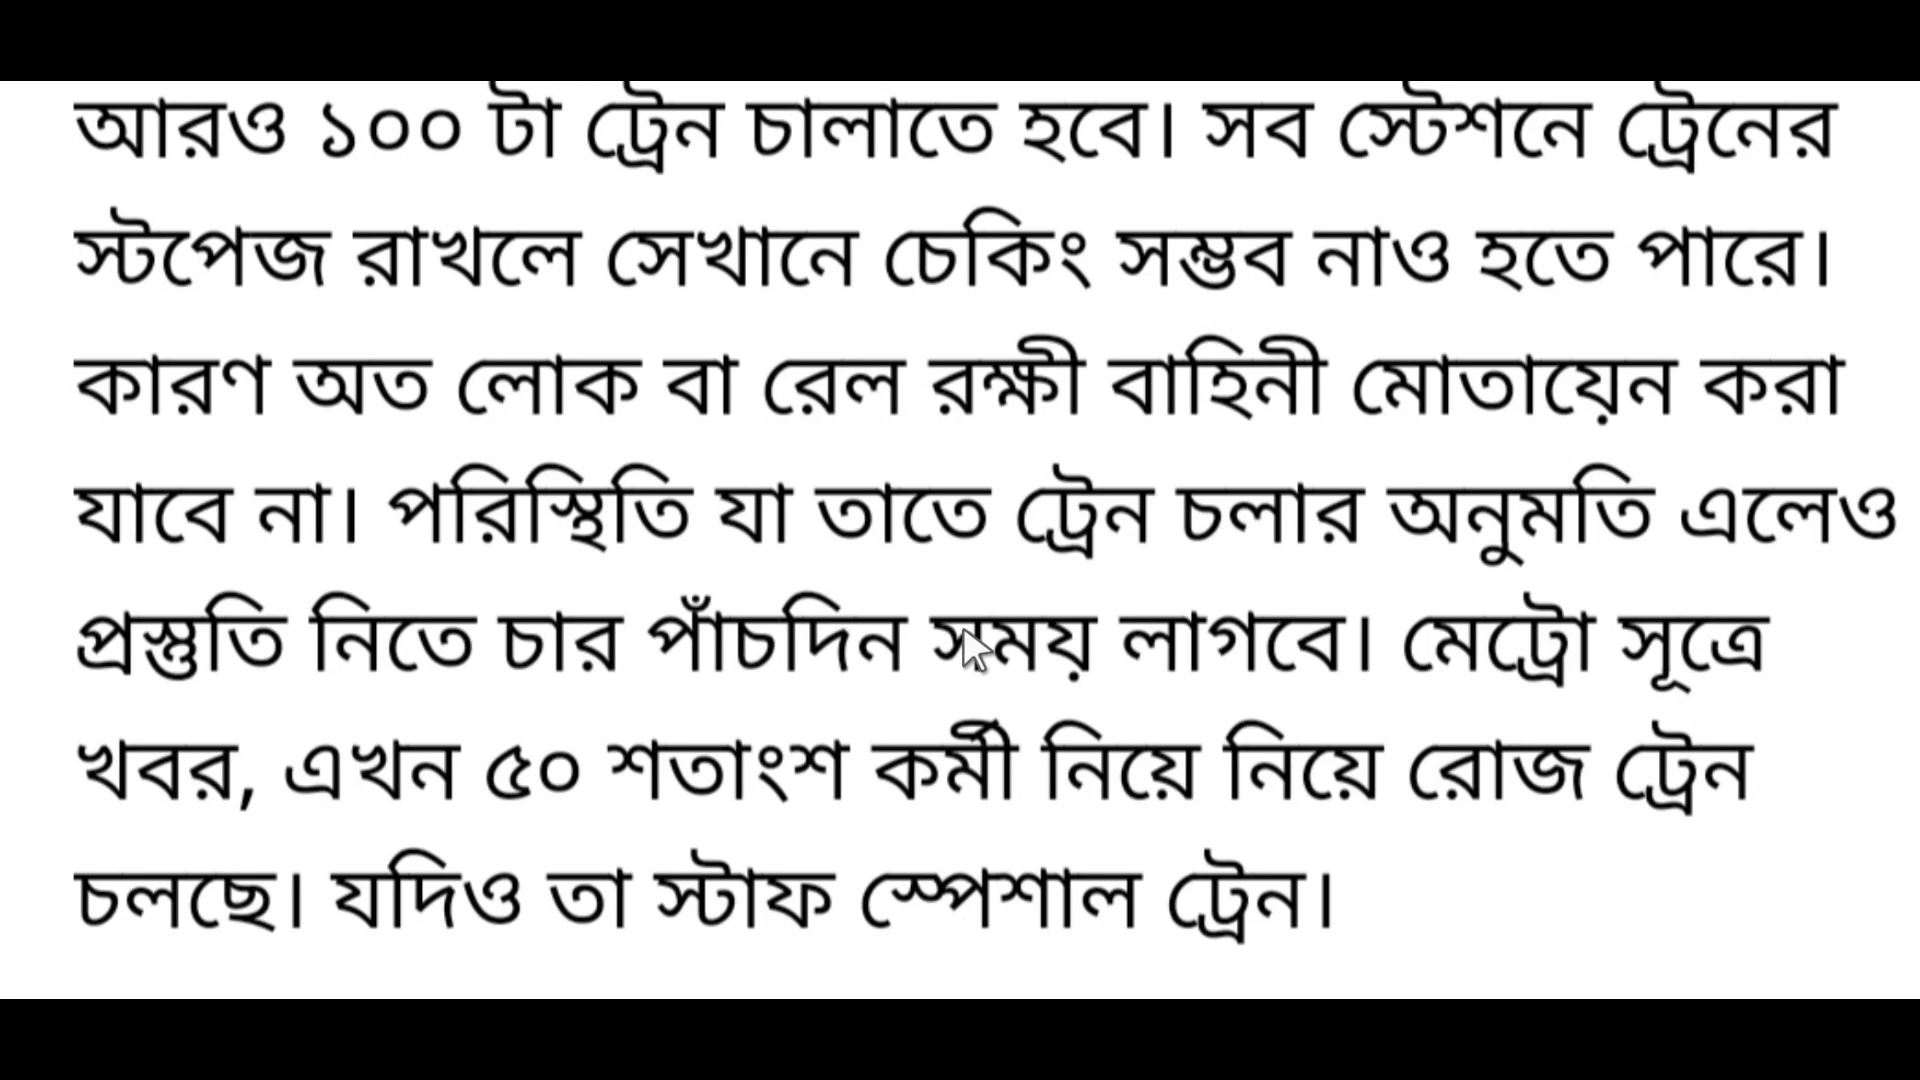 আরও ১০০ টা ট্রেন চালাতে হবে। সব স্টেশনে ট্রেনের
স্টপেজ রাখলে সেখানে চেকিং সম্ভব নাও হতে পারে।
কারণ অত লোক বা রেল রক্ষী বাহিনী মোতায়েন করা
যাবে না। পরিস্থিতি যা তাতে ট্রেন চলার অনুমতি এলেও
প্রস্তুতি নিতে চার পাঁচদিন সময় লাগবে। মেট্রো সূত্রে
খবর, এখন ৫০ শতাংশ কর্মী নিয়ে নিয়ে রোজ ট্রেন
চলছে। যদিও তা স্টাফ স্পেশাল ট্রেন।